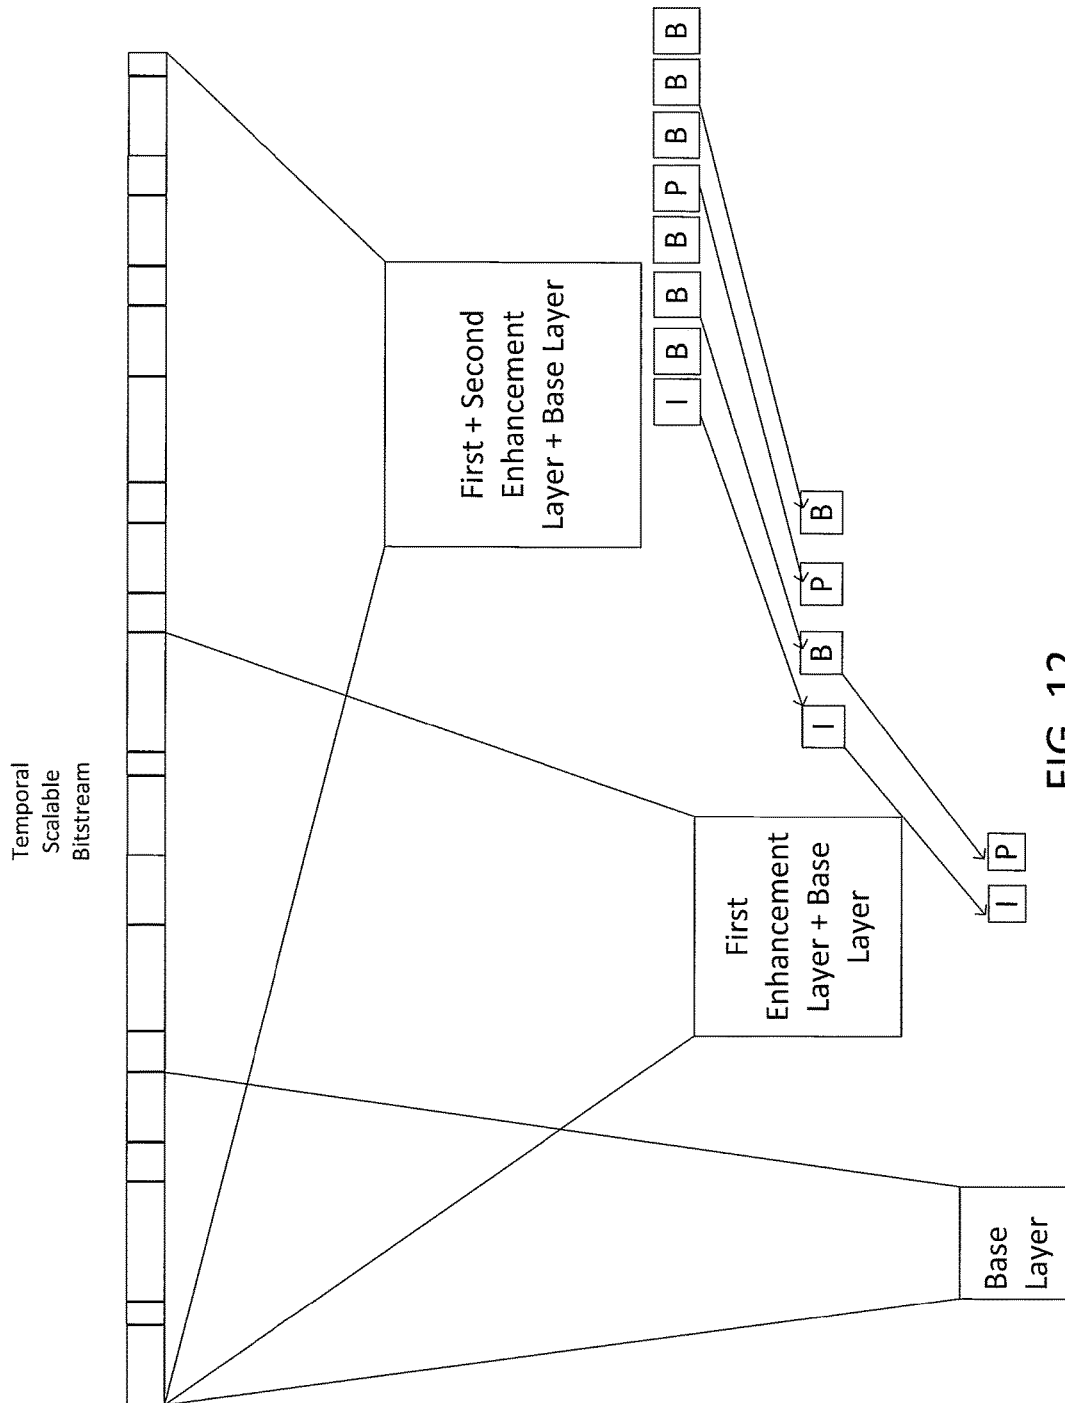 Temporal
Scalable
Bitstream
First + Second
Enhancement
Layer + Base Layer
I B B B P B B B
First
Enhancement
Layer + Base
Layer
I B P B
Base
Layer
I P
FIG. 12